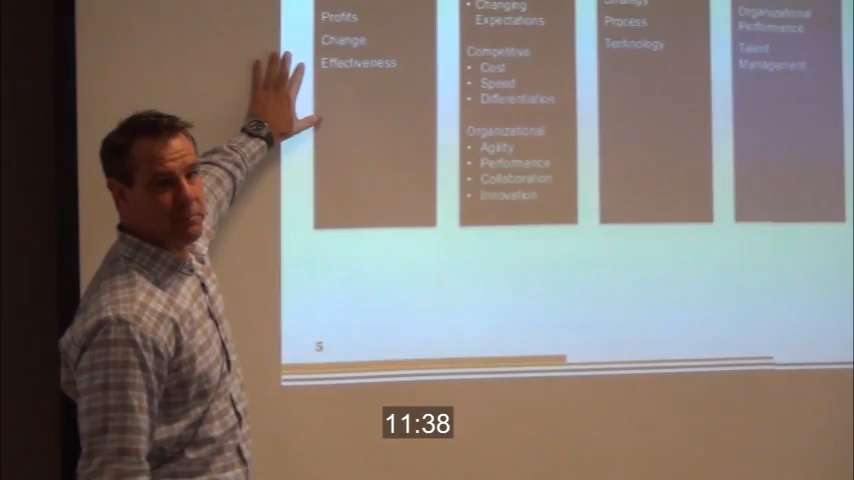 Profits
Change
Effectiveness
• Changing
Expectations
Competitive
• Cost
• Speed
• Differentiation
Organizational
• Agility
• Performance
• Collaboration
• Innovation
Strategy
Process
Technology
Organizational
Performance
Talent
Management
5
11:38